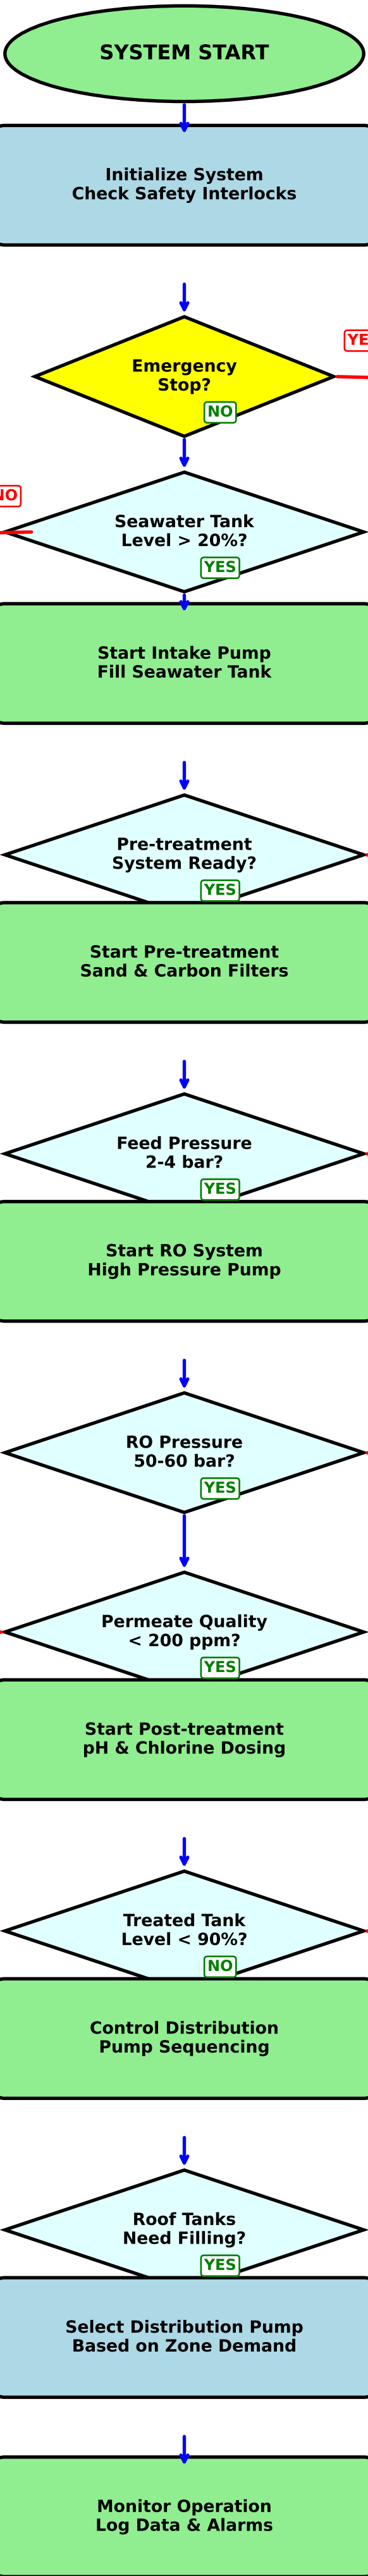 SYSTEM START
Initialize System
Check Safety Interlocks
YE
Emergency
Stop?
NO
NO
Seawater Tank
Level > 20%?
YES
Start Intake Pump
Fill Seawater Tank
Pre-treatment
System Ready?
YES
Start Pre-treatment
Sand & Carbon Filters
Feed Pressure
2-4 bar?
YES
Start RO System
High Pressure Pump
RO Pressure
50-60 bar?
YES
Permeate Quality
< 200 ppm?
YES
Start Post-treatment
pH & Chlorine Dosing
Treated Tank
Level < 90%?
NO
Control Distribution
Pump Sequencing
Roof Tanks
Need Filling?
YES
Select Distribution Pump
Based on Zone Demand
Monitor Operation
Log Data & Alarms